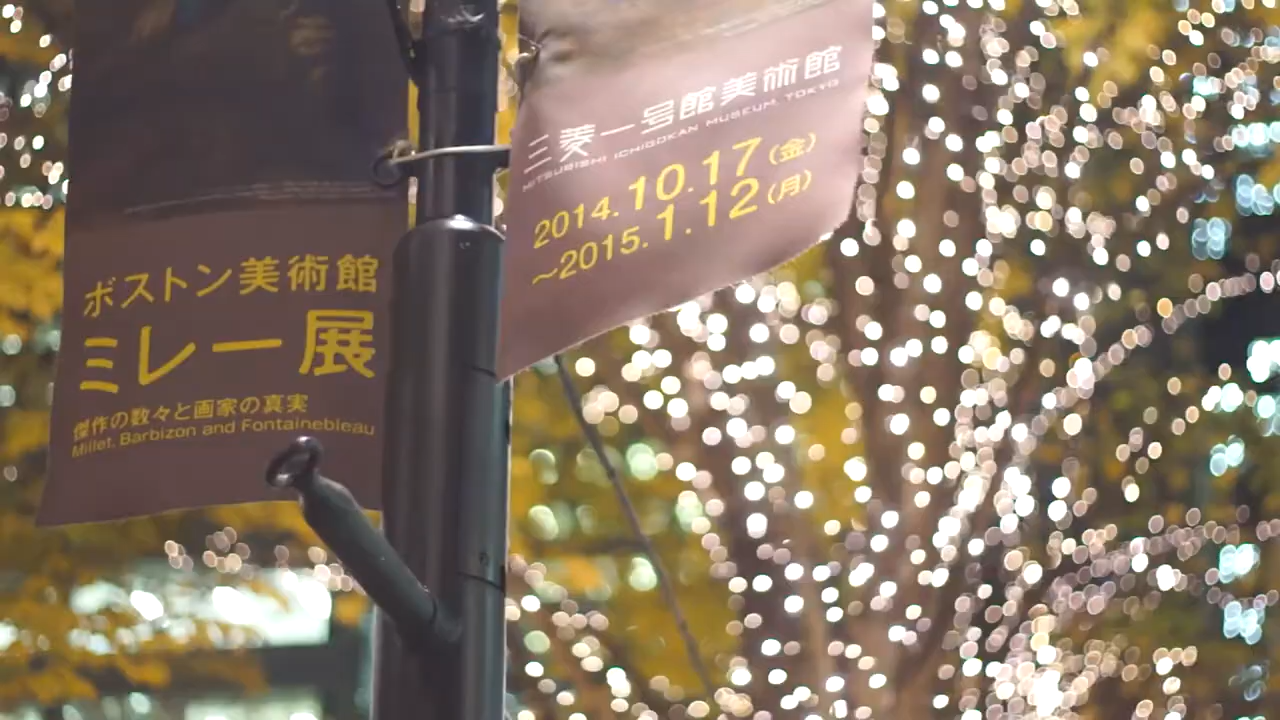 ボストン美術館
ミレー展
傑作の数々と画家の真実
Millet, Barbizon and Fontainebleau
三菱一号館美術館
MITSUBISHI ICHIGOKAN MUSEUM, TOKYO
2014.10.17(金)
~2015.1.12(月)